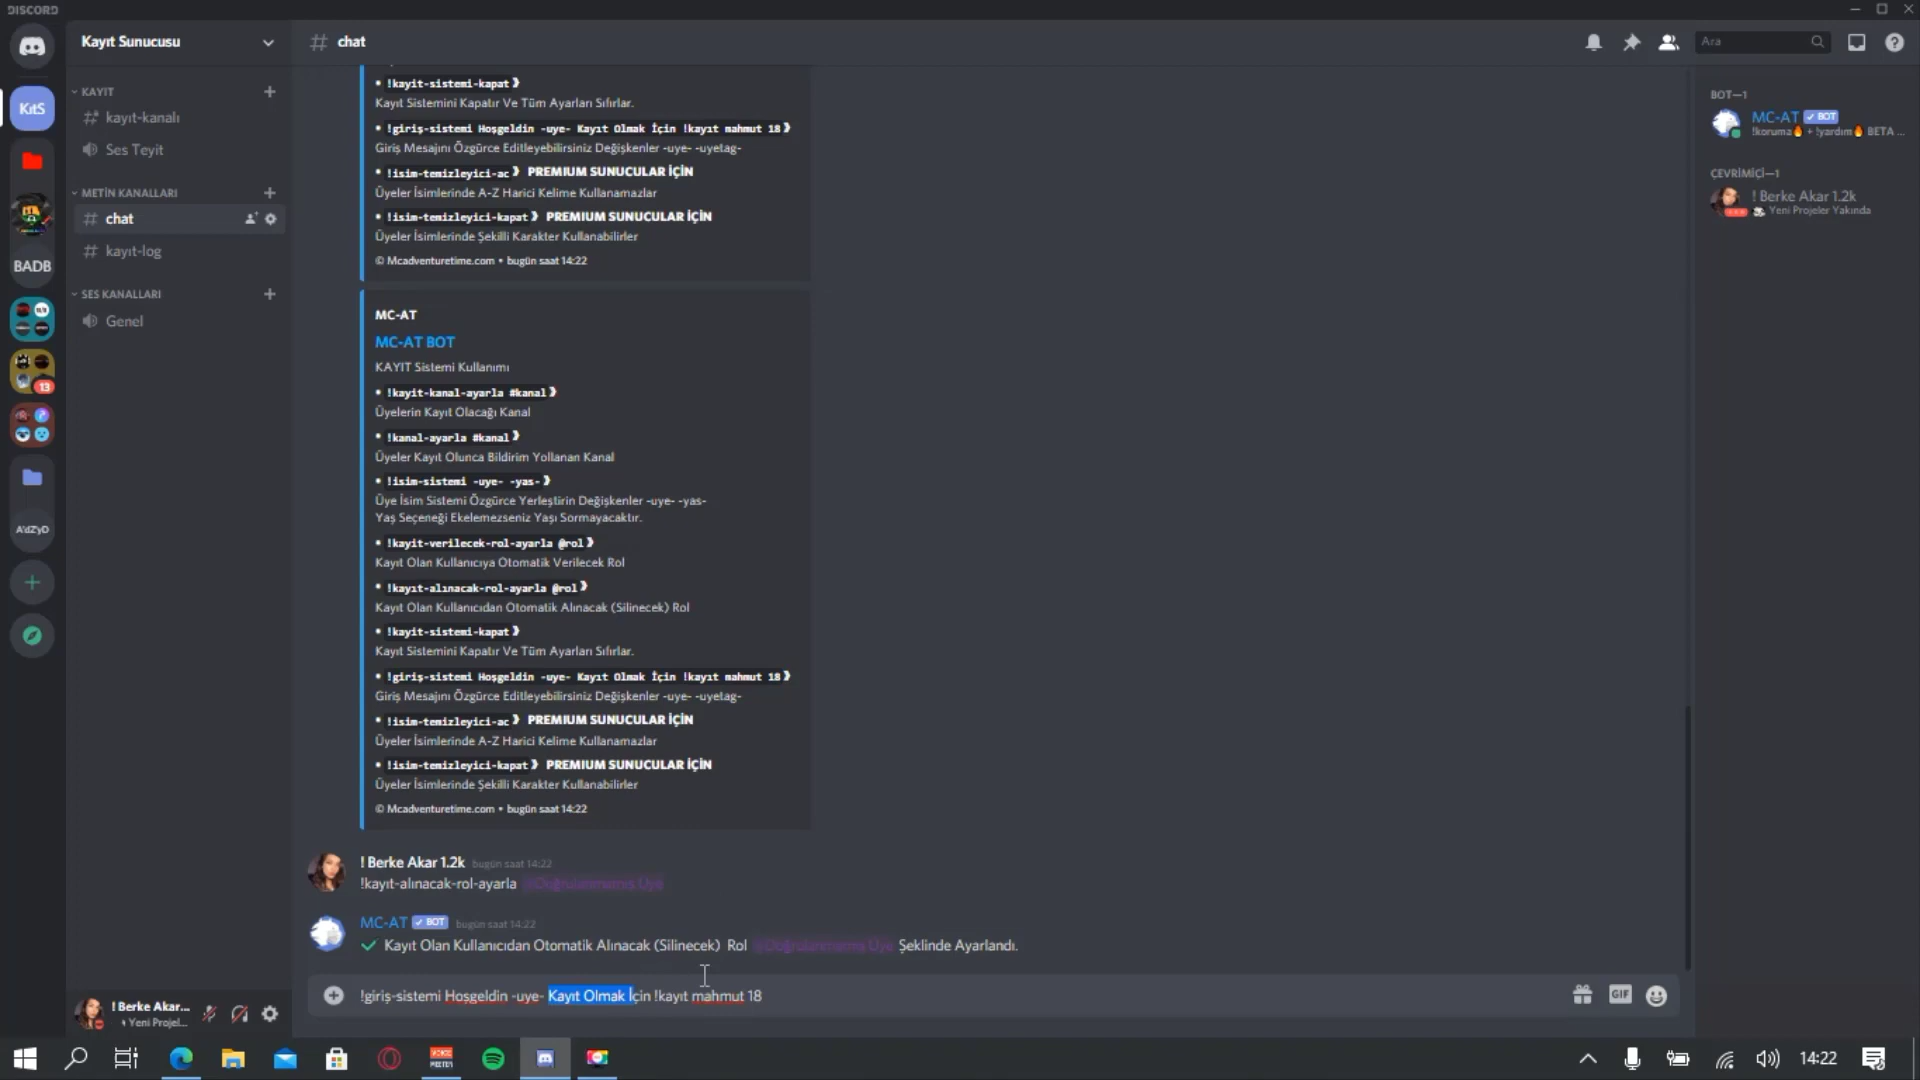 DISCORD
Kayıt Sunucusu
chat
Ara
KAYIT
kayıt-kanalı
Ses Teyit
METİN KANALLARI
chat
kayıt-log
SES KANALLARI
Genel
KıtS
BADB
13
A'dZ'yD
• !kayit-sistemi-kapat❱
Kayıt Sistemini Kapatır Ve Tüm Ayarları Sıfırlar.
• !giriş-sistemi Hoşgeldin -uye- Kayıt Olmak İçin !kayıt mahmut 18❱
Giriş Mesajını Özgürce Editleyebilirsiniz Değişkenler -uye- -uyetag-
• !isim-temizleyici-ac❱ PREMIUM SUNUCULAR İÇİN
Üyeler İsimlerinde A-Z Harici Kelime Kullanamazlar
• !isim-temizleyici-kapat❱ PREMIUM SUNUCULAR İÇİN
Üyeler İsimlerinde Şekilli Karakter Kullanabilirler
© Mcadventuretime.com • bugün saat 14:22
MC-AT
MC-AT BOT
KAYIT Sistemi Kullanımı
• !kayit-kanal-ayarla #kanal❱
Üyelerin Kayıt Olacağı Kanal
• !kanal-ayarla #kanal❱
Üyeler Kayıt Olunca Bildirim Yollanan Kanal
• !isim-sistemi -uye- -yas-❱
Üye İsim Sistemi Özgürce Yerleştirin Değişkenler -uye- -yas-
Yaş Seçeneği Ekelemezseniz Yaşı Sormayacaktır.
• !kayit-verilecek-rol-ayarla @rol❱
Kayıt Olan Kullanıcıya Otomatik Verilecek Rol
• !kayıt-alınacak-rol-ayarla @rol❱
Kayıt Olan Kullanıcıdan Otomatik Alınacak (Silinecek) Rol
• !kayit-sistemi-kapat❱
Kayıt Sistemini Kapatır Ve Tüm Ayarları Sıfırlar.
• !giriş-sistemi Hoşgeldin -uye- Kayıt Olmak İçin !kayıt mahmut 18❱
Giriş Mesajını Özgürce Editleyebilirsiniz Değişkenler -uye- -uyetag-
• !isim-temizleyici-ac❱ PREMIUM SUNUCULAR İÇİN
Üyeler İsimlerinde A-Z Harici Kelime Kullanamazlar
• !isim-temizleyici-kapat❱ PREMIUM SUNUCULAR İÇİN
Üyeler İsimlerinde Şekilli Karakter Kullanabilirler
© Mcadventuretime.com • bugün saat 14:22
! Berke Akar 1.2k bugün saat 14:22
!kayıt-alınacak-rol-ayarla @Doğrulanmamış Üye
MC-AT BOT bugün saat 14:22
Kayıt Olan Kullanıcıdan Otomatik Alınacak (Silinecek) Rol @Doğrulanmamış Üye Şeklinde Ayarlandı.
!giriş-sistemi Hoşgeldin -uye- Kayıt Olmak İçin !kayıt mahmut 18
GIF
BOT—1
MC-AT BOT
!koruma🔥 + !yardım🔥 BETA ...
ÇEVRİMİÇİ—1
! Berke Akar 1.2k
Yeni Projeler Yakında
! Berke Akar...
Yeni Projel...
VOICE
MEETER
14:22